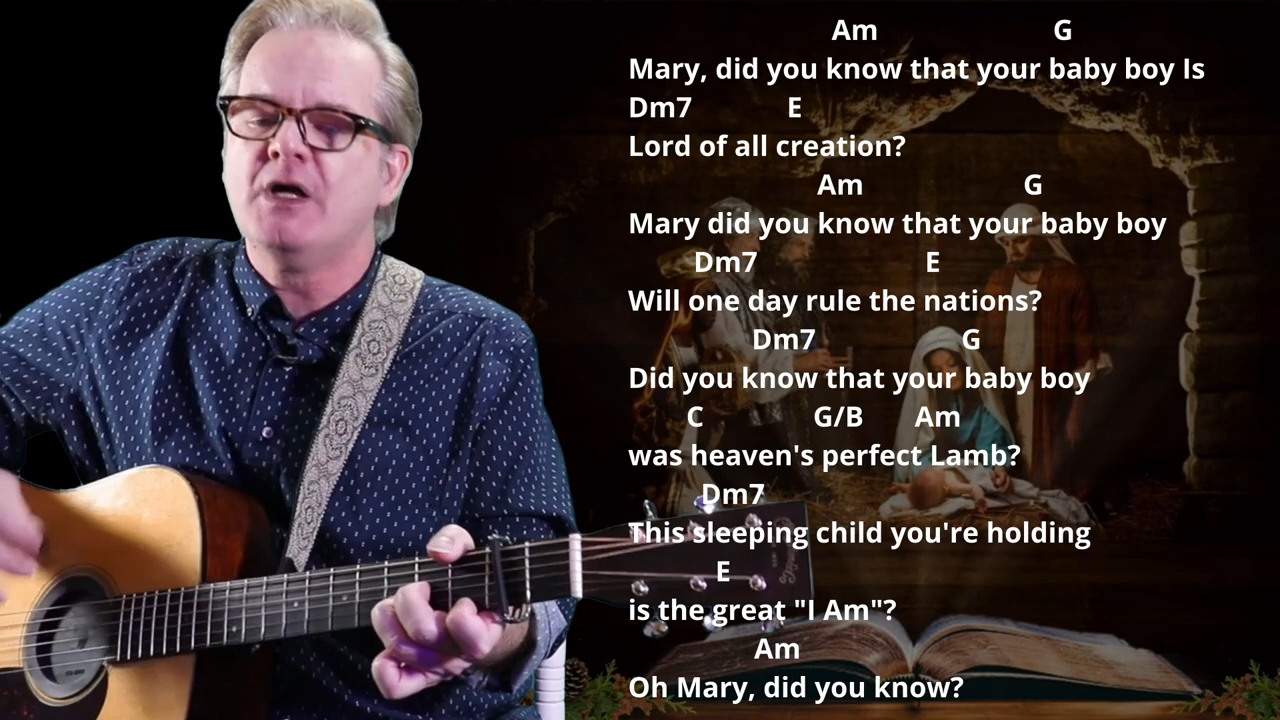 Am G
Mary, did you know that your baby boy Is
Dm7 E
Lord of all creation?
Am G
Mary did you know that your baby boy
Dm7 E
Will one day rule the nations?
Dm7 G
Did you know that your baby boy
C G/B Am
was heaven's perfect Lamb?
Dm7
This sleeping child you're holding
E
is the great "I Am"?
Am
Oh Mary, did you know?